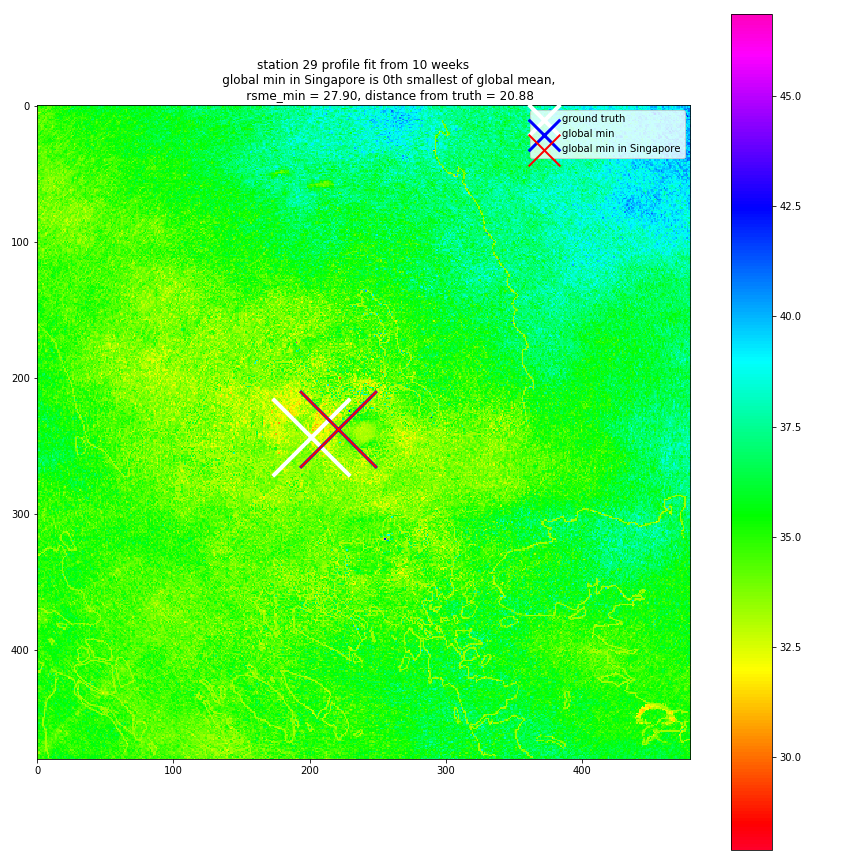 station 29 profile fit from 10 weeks
global min in Singapore is 0th smallest of global mean,
rsme_min = 27.90, distance from truth = 20.88
ground truth
global min
global min in Singapore
0
100
200
300
400
0
100
200
300
400
45.0
42.5
40.0
37.5
35.0
32.5
30.0